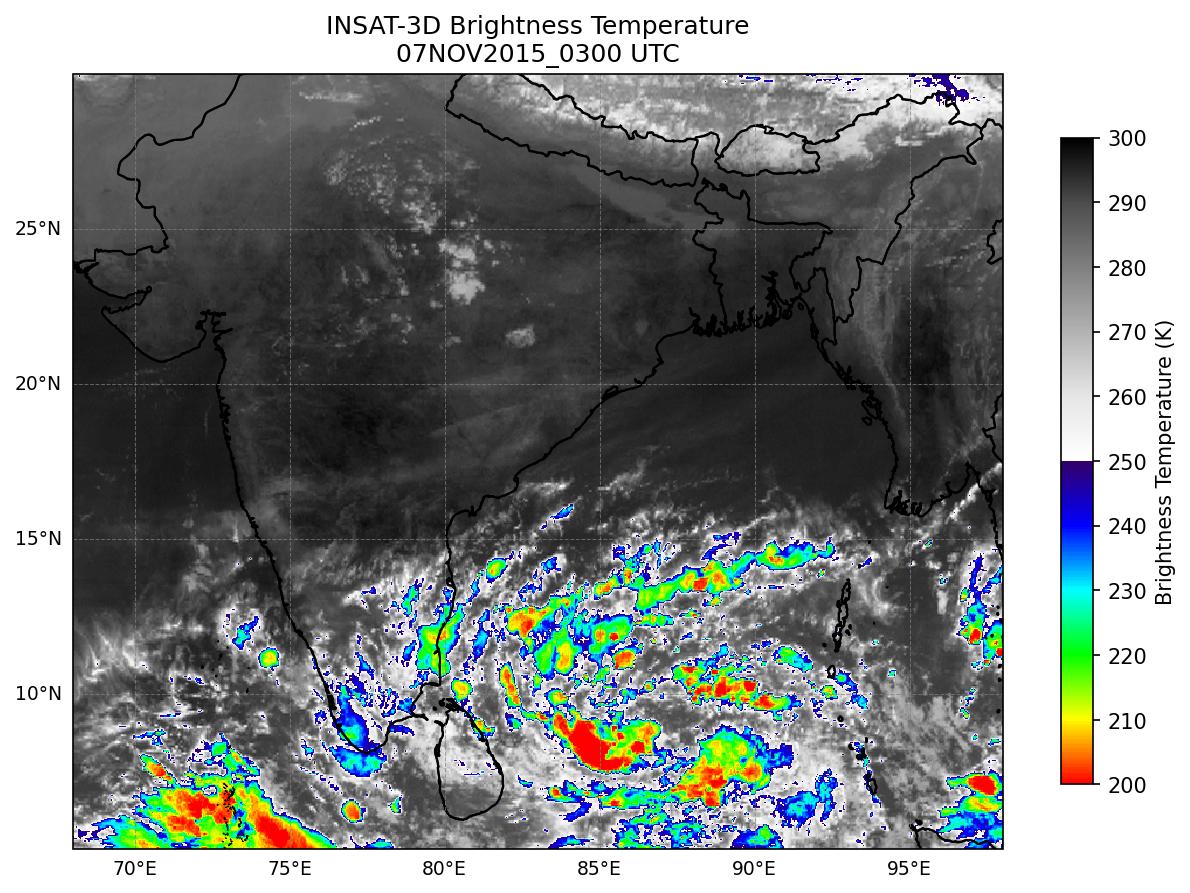 INSAT-3D Brightness Temperature
07NOV2015_0300 UTC
25°N
20°N
15°N
10°N
70°E
75°E
80°E
85°E
90°E
95°E
300
290
280
270
260
250
240
230
220
210
200
Brightness Temperature (K)